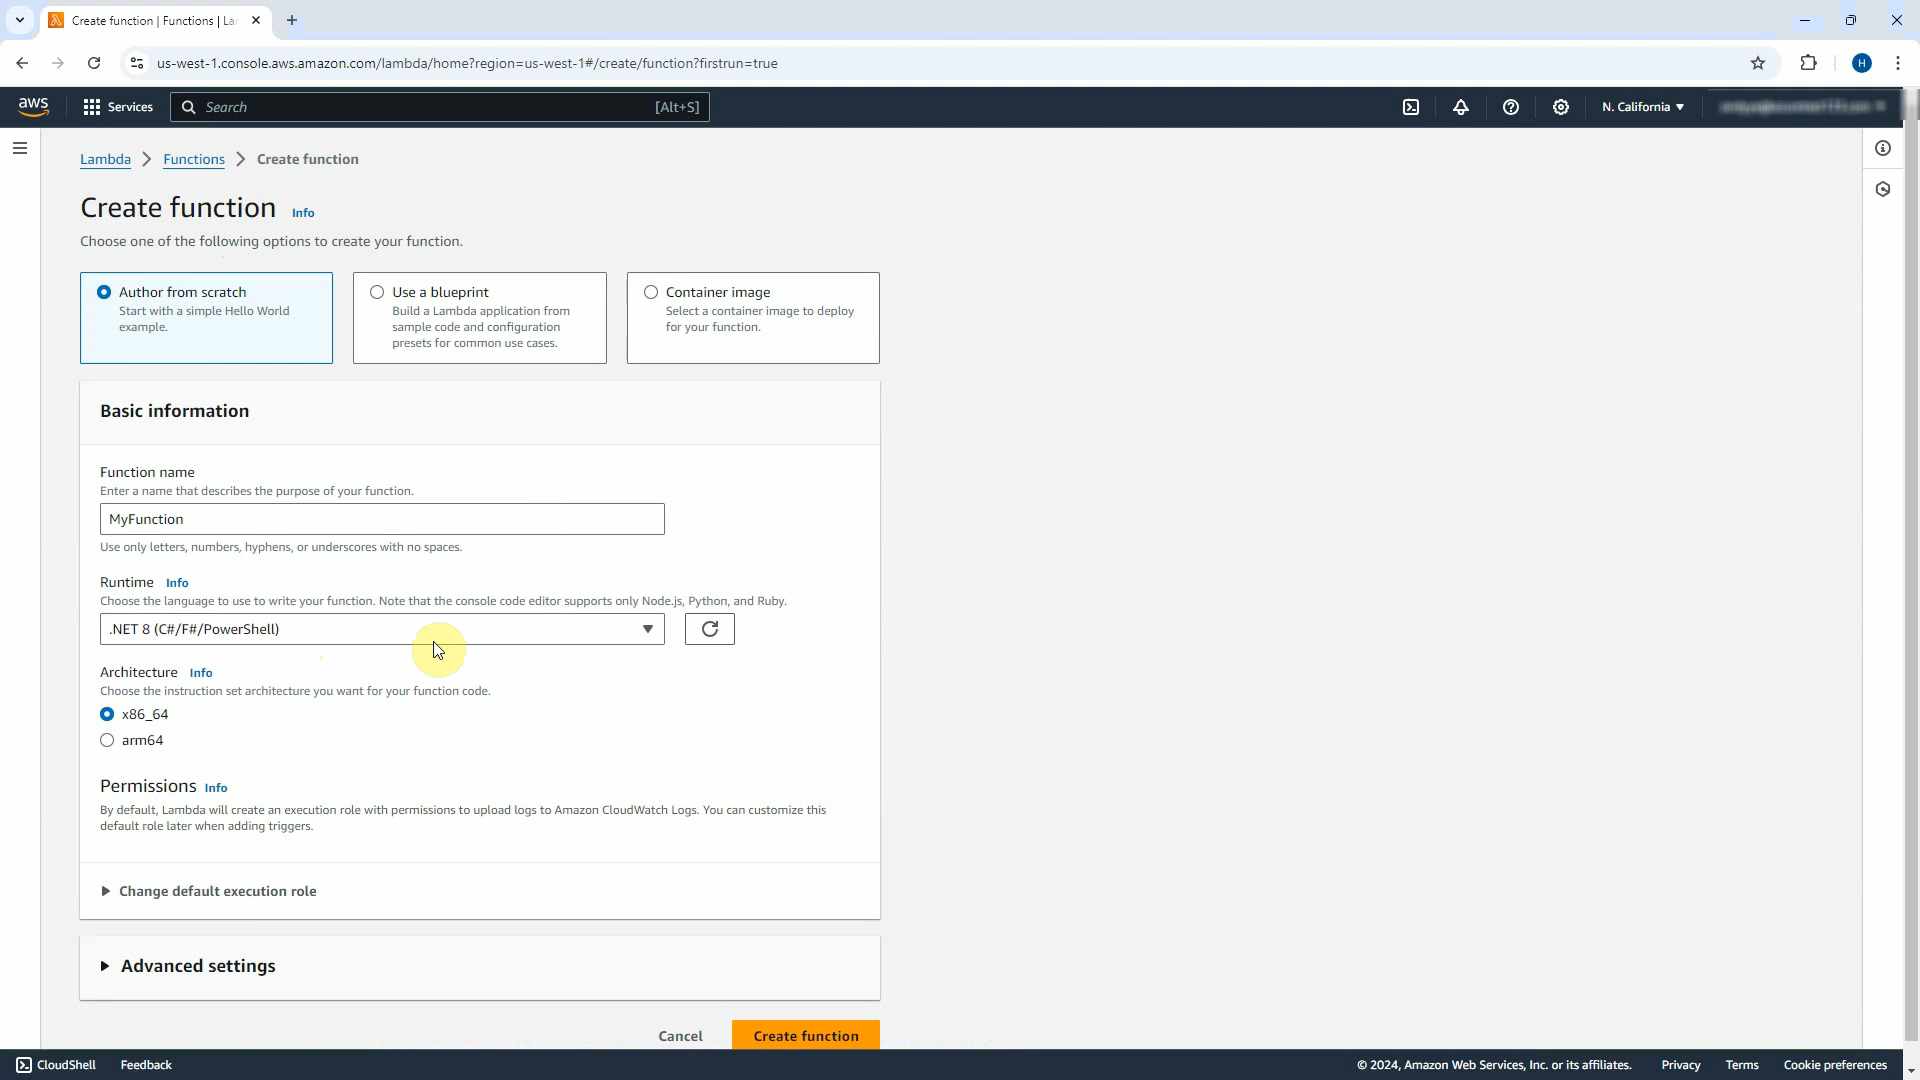 Create function | Functions | La
us-west-1.console.aws.amazon.com/lambda/home?region=us-west-1#/create/function?firstrun=true
H
aws
Services
Search
[Alt+S]
N. California
Lambda
Functions
Create function
Create function
Info
Choose one of the following options to create your function.
Author from scratch
Start with a simple Hello World
example.
Use a blueprint
Build a Lambda application from
sample code and configuration
presets for common use cases.
Container image
Select a container image to deploy
for your function.
Basic information
Function name
Enter a name that describes the purpose of your function.
MyFunction
Use only letters, numbers, hyphens, or underscores with no spaces.
Runtime Info
Choose the language to use to write your function. Note that the console code editor supports only Node.js, Python, and Ruby.
.NET 8 (C#/F#/PowerShell)
Architecture Info
Choose the instruction set architecture you want for your function code.
x86_64
arm64
Permissions Info
By default, Lambda will create an execution role with permissions to upload logs to Amazon CloudWatch Logs. You can customize this
default role later when adding triggers.
Change default execution role
Advanced settings
Cancel
Create function
CloudShell
Feedback
© 2024, Amazon Web Services, Inc. or its affiliates.
Privacy
Terms
Cookie preferences